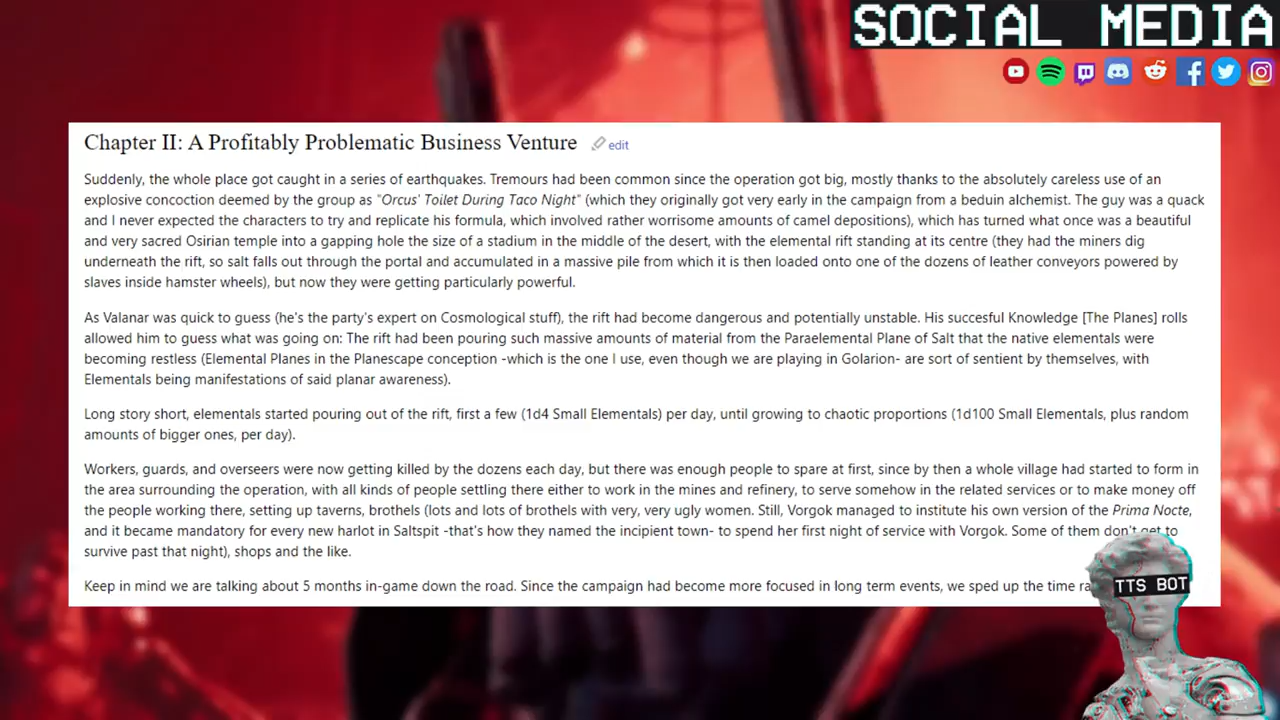 SOCIAL MEDIA
Chapter II: A Profitably Problematic Business Venture edit
Suddenly, the whole place got caught in a series of earthquakes. Tremours had been common since the operation got big, mostly thanks to the absolutely careless use of an
explosive concoction deemed by the group as "Orcus' Toilet During Taco Night" (which they originally got very early in the campaign from a beduin alchemist. The guy was a quack
and I never expected the characters to try and replicate his formula, which involved rather worrisome amounts of camel depositions), which has turned what once was a beautiful
and very sacred Osirian temple into a gapping hole the size of a stadium in the middle of the desert, with the elemental rift standing at its centre (they had the miners dig
underneath the rift, so salt falls out through the portal and accumulated in a massive pile from which it is then loaded onto one of the dozens of leather conveyors powered by
slaves inside hamster wheels), but now they were getting particularly powerful.
As Valanar was quick to guess (he's the party's expert on Cosmological stuff), the rift had become dangerous and potentially unstable. His succesful Knowledge [The Planes] rolls
allowed him to guess what was going on: The rift had been pouring such massive amounts of material from the Paraelemental Plane of Salt that the native elementals were
becoming restless (Elemental Planes in the Planescape conception -which is the one I use, even though we are playing in Golarion- are sort of sentient by themselves, with
Elementals being manifestations of said planar awareness).
Long story short, elementals started pouring out of the rift, first a few (1d4 Small Elementals) per day, until growing to chaotic proportions (1d100 Small Elementals, plus random
amounts of bigger ones, per day).
Workers, guards, and overseers were now getting killed by the dozens each day, but there was enough people to spare at first, since by then a whole village had started to form in
the area surrounding the operation, with all kinds of people settling there either to work in the mines and refinery, to serve somehow in the related services or to make money off
the people working there, setting up taverns, brothels (lots and lots of brothels with very, very ugly women. Still, Vorgok managed to institute his own version of the Prima Nocte,
and it became mandatory for every new harlot in Saltspit -that's how they named the incipient town- to spend her first night of service with Vorgok. Some of them don't get to
survive past that night), shops and the like.
Keep in mind we are talking about 5 months in-game down the road. Since the campaign had become more focused in long term events, we sped up the time
TTS BOT